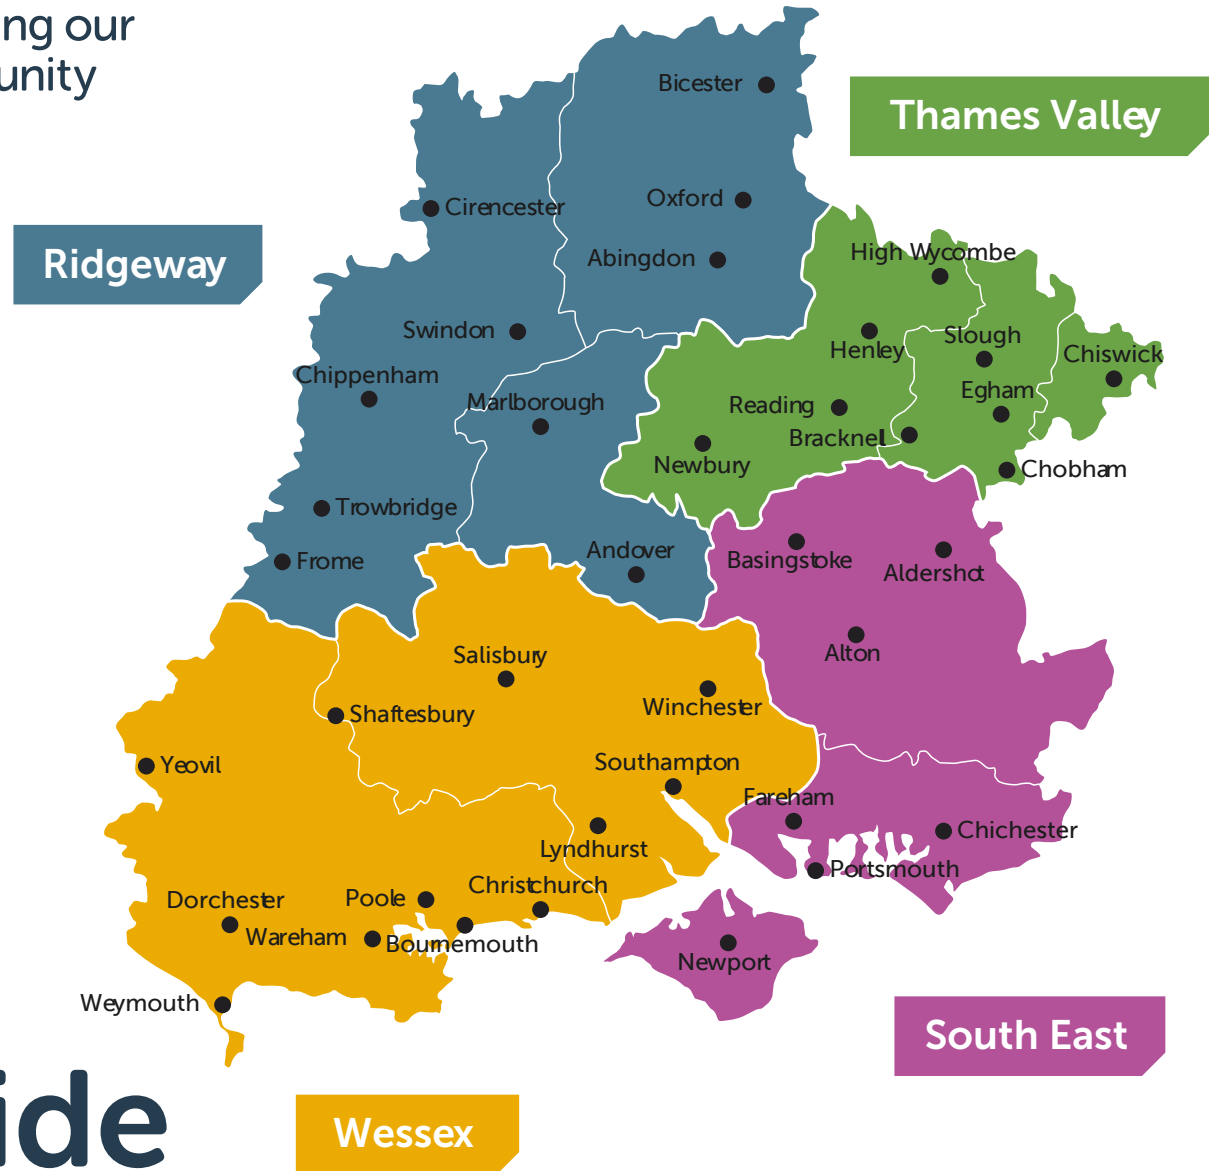 ng our
unity
Bicester
Thames Valley
Oxford
Cirencester
Ridgeway
Abingdon
High Wycombe
Swindon
Henley
Slough
Chiswick
Chippenham
Egham
Marlborough
Reading
Bracknell
Newbury
Chobham
Trowbridge
Andover
Basingstoke
Aldershot
Frome
Alton
Salisbury
Winchester
Shaftesbury
Yeovil
Southampton
Fareham
Chichester
Lyndhurst
Portsmouth
Christchurch
Dorchester
Poole
Wareham
Bournemouth
Newport
Weymouth
South East
ide
Wessex